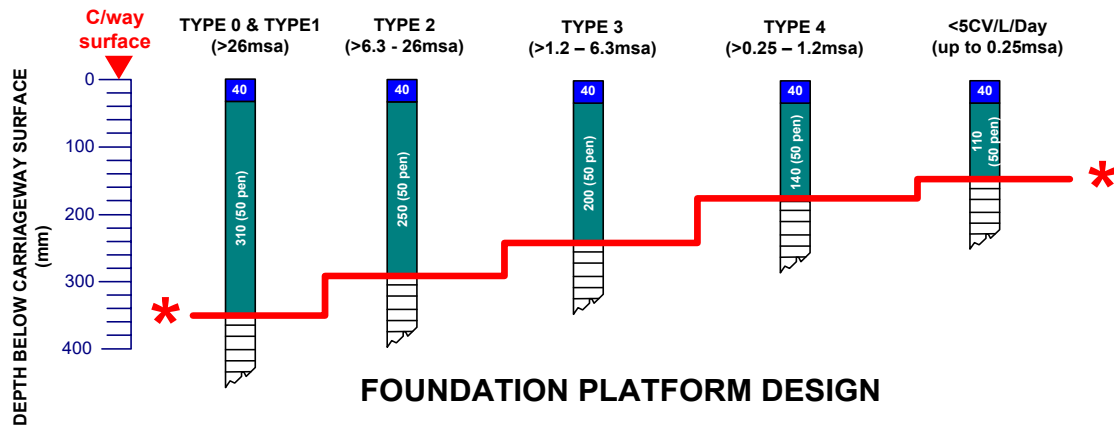 C/way
surface
TYPE 0 & TYPE1
(>26msa)
TYPE 2
(>6.3 - 26msa)
TYPE 3
(>1.2 – 6.3msa)
TYPE 4
(>0.25 – 1.2msa)
<5CV/L/Day
(up to 0.25msa)
DEPTH BELOW CARRIAGEWAY SURFACE
(mm)
0
100
200
300
400
40
310 (50 pen)
40
250 (50 pen)
40
200 (50 pen)
40
140 (50 pen)
40
110
(50 pen)
*
*
FOUNDATION PLATFORM DESIGN